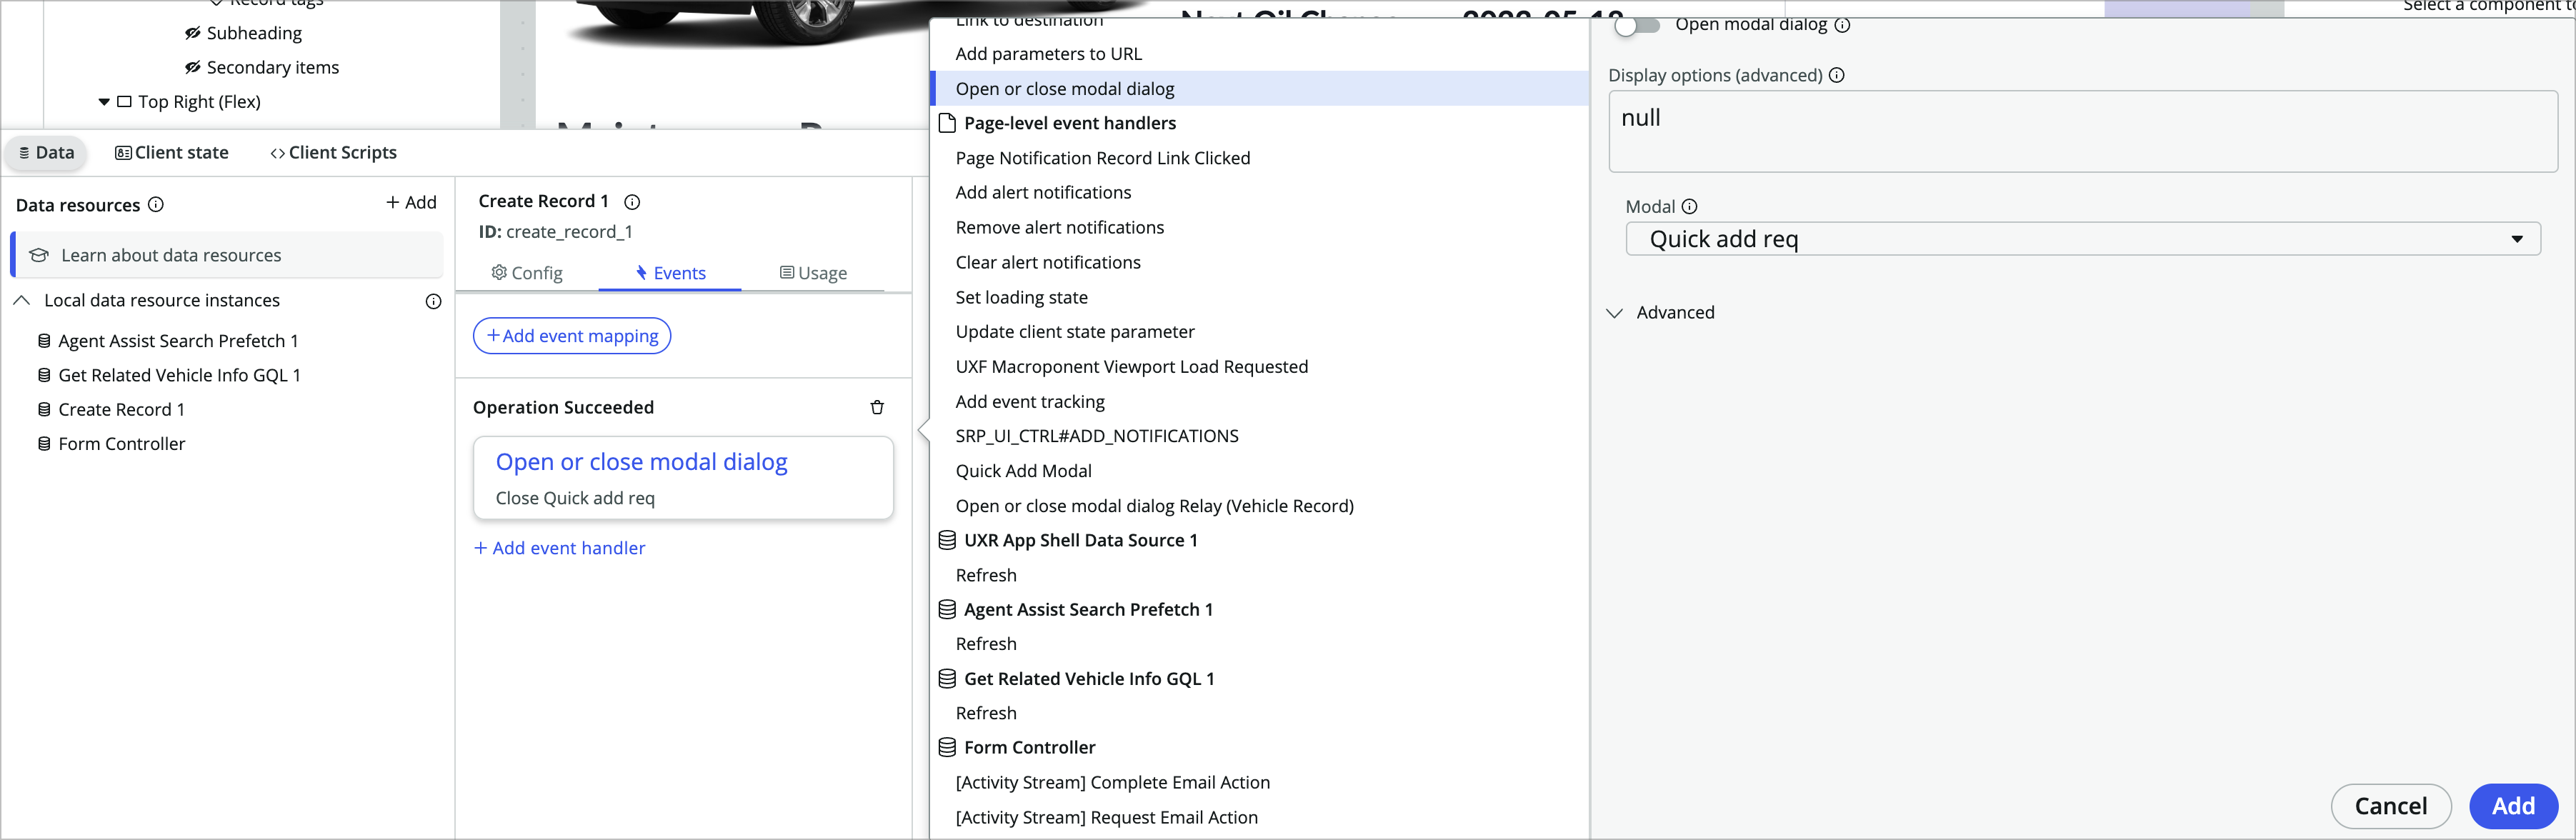 Record tags
Subheading
Secondary items
Top Right (Flex)
Next Oil Change 2022-05-18
Select a component to
Data
Client state
Client Scripts
Data resources
+ Add
Learn about data resources
Local data resource instances
Agent Assist Search Prefetch 1
Get Related Vehicle Info GQL 1
Create Record 1
Form Controller
Create Record 1
ID: create_record_1
Config
Events
Usage
+ Add event mapping
Operation Succeeded
Open or close modal dialog
Close Quick add req
+ Add event handler
Link to destination
Add parameters to URL
Open or close modal dialog
Page-level event handlers
Page Notification Record Link Clicked
Add alert notifications
Remove alert notifications
Clear alert notifications
Set loading state
Update client state parameter
UXF Macroponent Viewport Load Requested
Add event tracking
SRP_UI_CTRL#ADD_NOTIFICATIONS
Quick Add Modal
Open or close modal dialog Relay (Vehicle Record)
UXR App Shell Data Source 1
Refresh
Agent Assist Search Prefetch 1
Refresh
Get Related Vehicle Info GQL 1
Refresh
Form Controller
[Activity Stream] Complete Email Action
[Activity Stream] Request Email Action
Open modal dialog
Display options (advanced)
null
Modal
Quick add req
Advanced
Cancel
Add